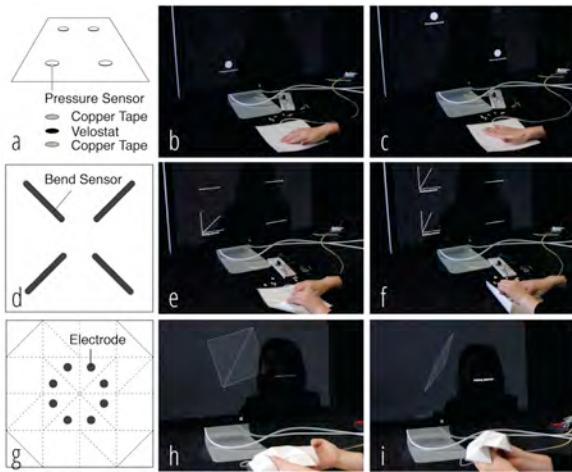 Pressure Sensor
Copper Tape
Velostat
Copper Tape
a
b
c
Bend Sensor
d
e
f
Electrode
g
h
i